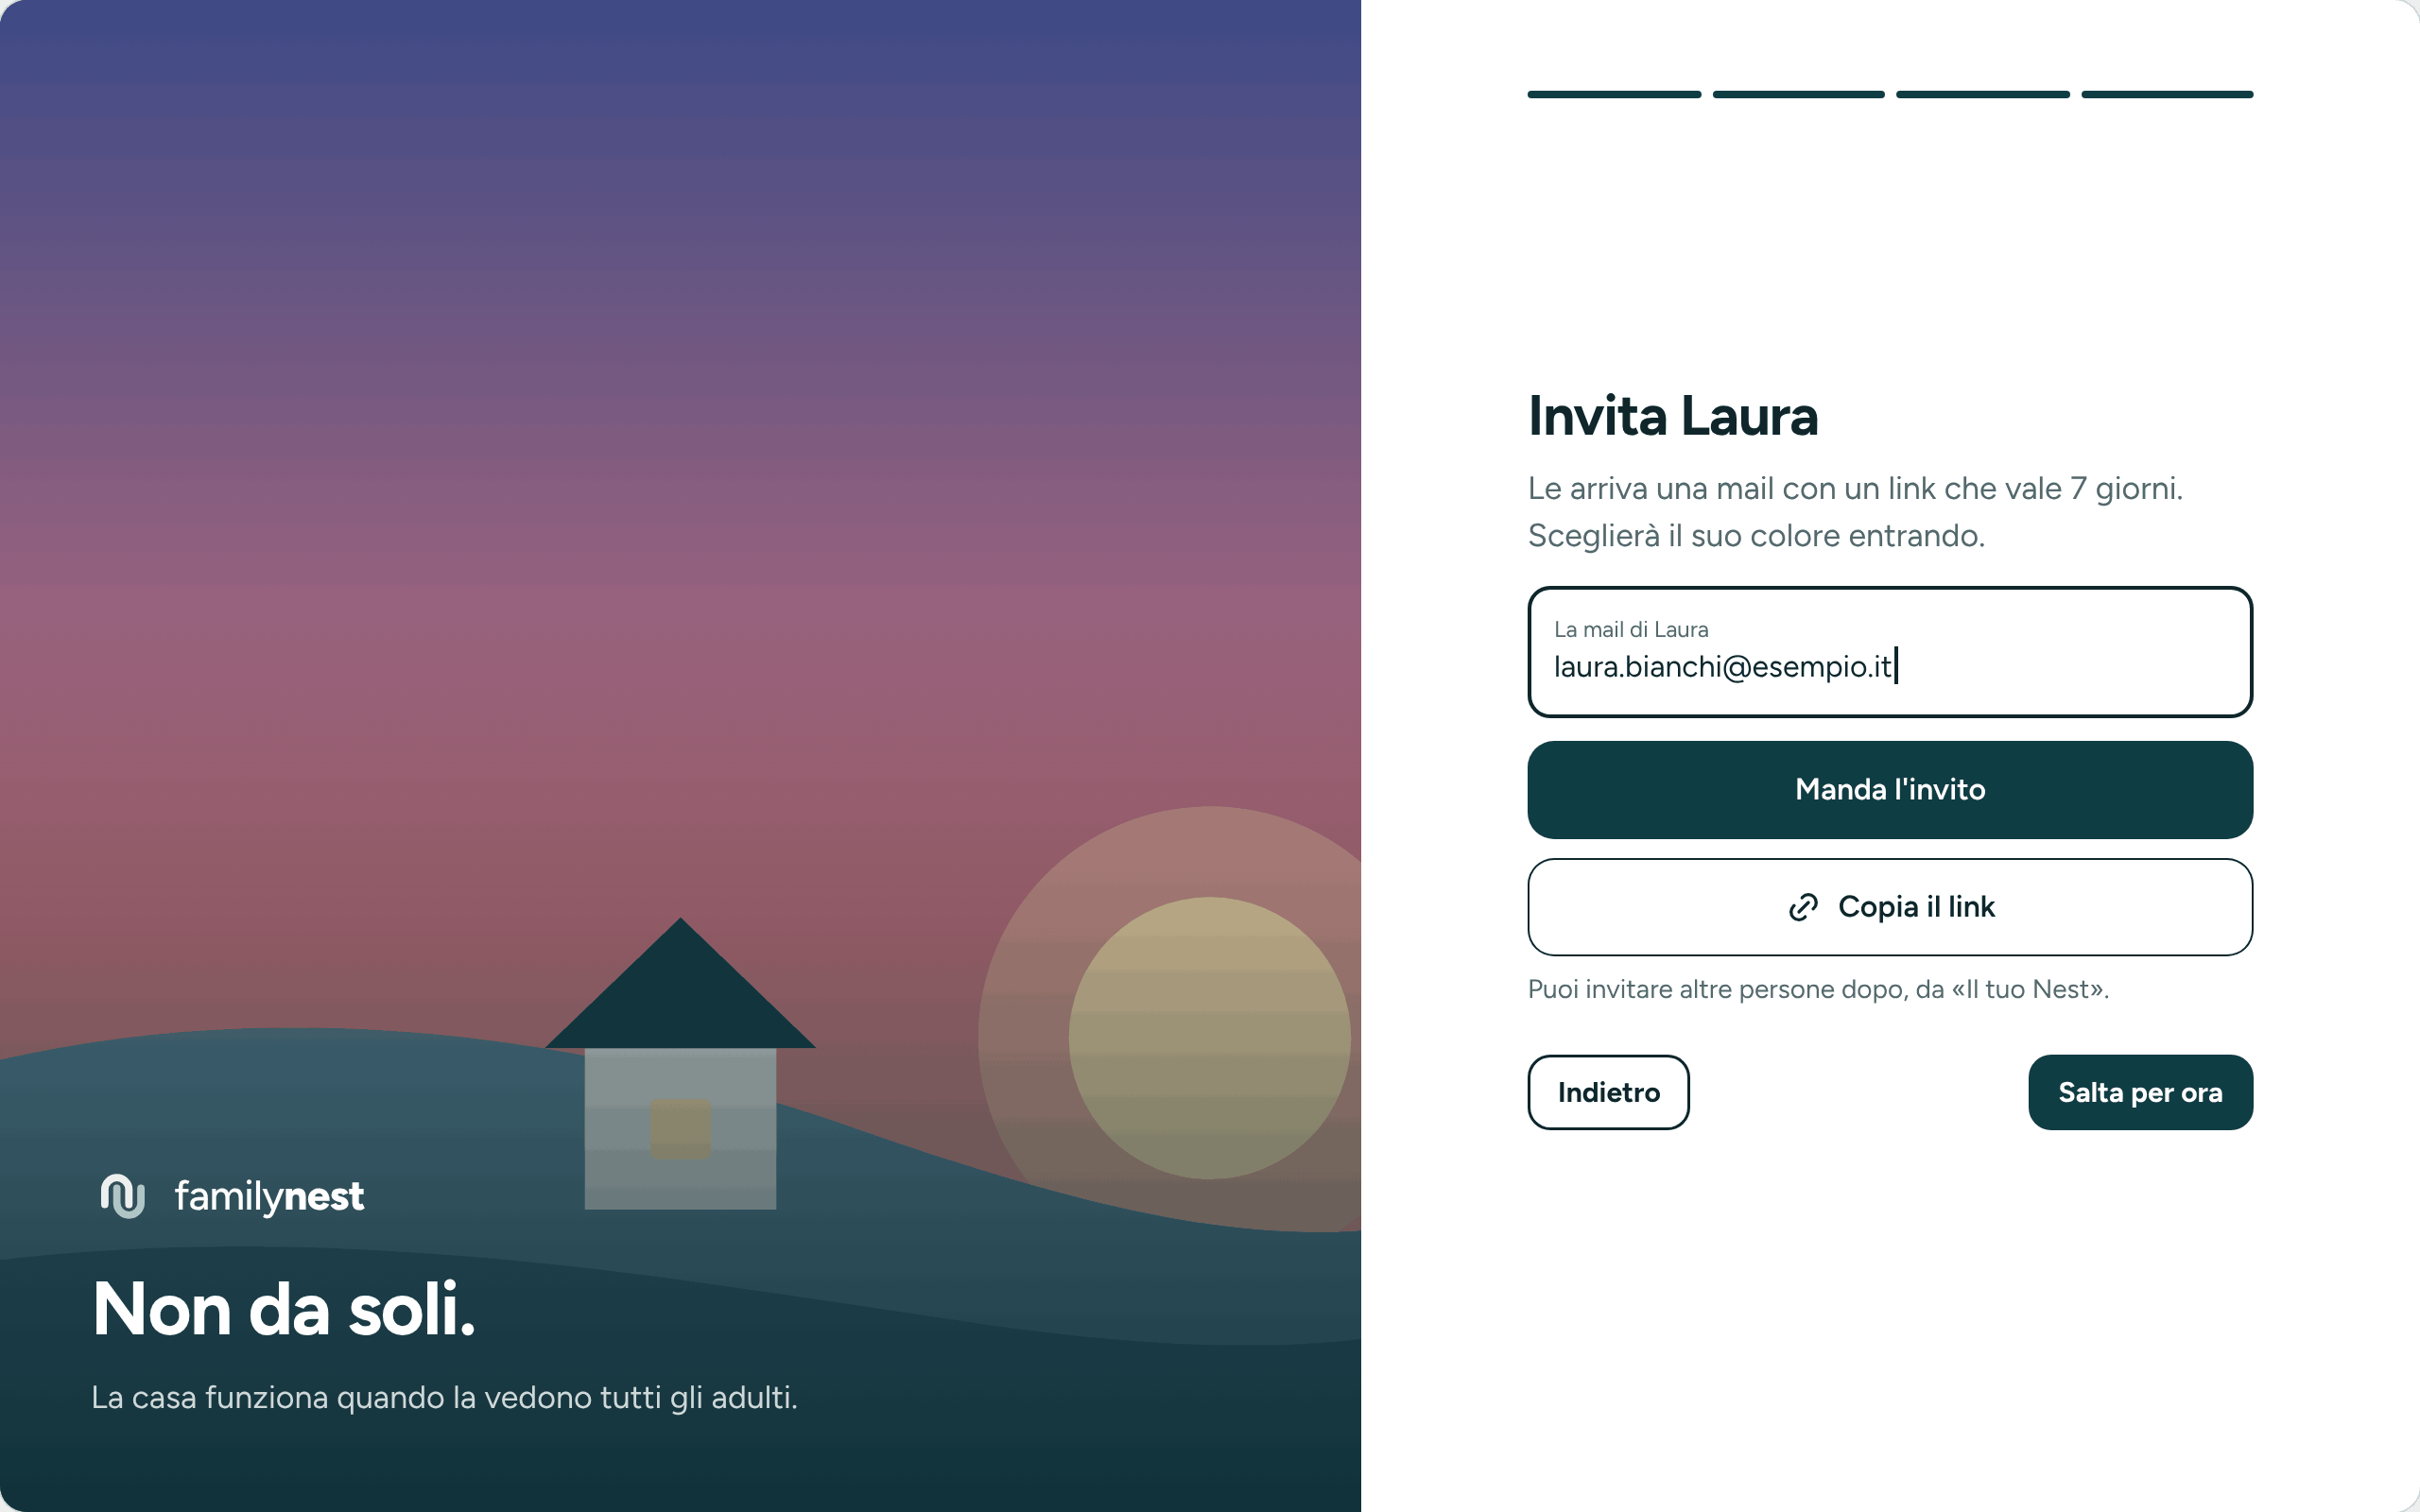 familynest
Non da soli.
La casa funziona quando la vedono tutti gli adulti.
Invita Laura
Le arriva una mail con un link che vale 7 giorni.
Sceglierà il suo colore entrando.
La mail di Laura
laura.bianchi@esempio.it
Manda l'invito
Copia il link
Puoi invitare altre persone dopo, da «Il tuo Nest».
Indietro
Salta per ora